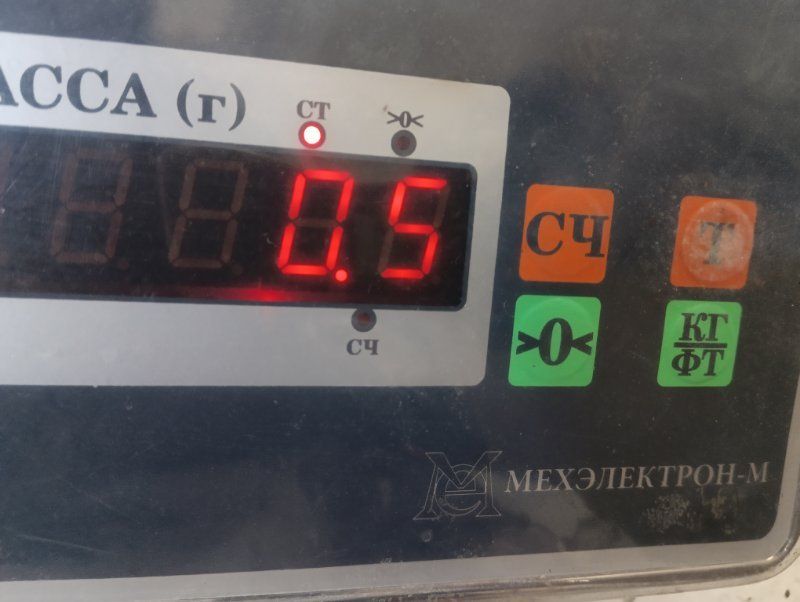 АССА (г)
СТ
>0<
0.5
СЧ
Т
СЧ
>0<
КГ
ФТ
МЕХЭЛЕКТРОН-М